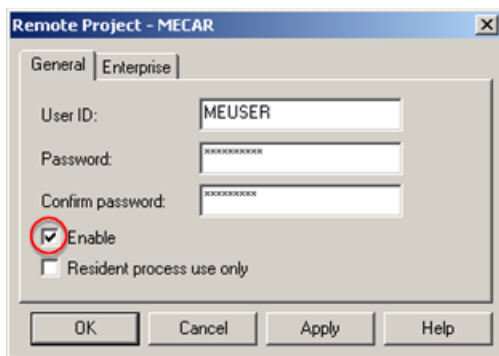 Remote Project - MECAR
General Enterprise
User ID: MEUSER
Password: **********
Confirm password: *********
Enable
Resident process use only
OK Cancel Apply Help